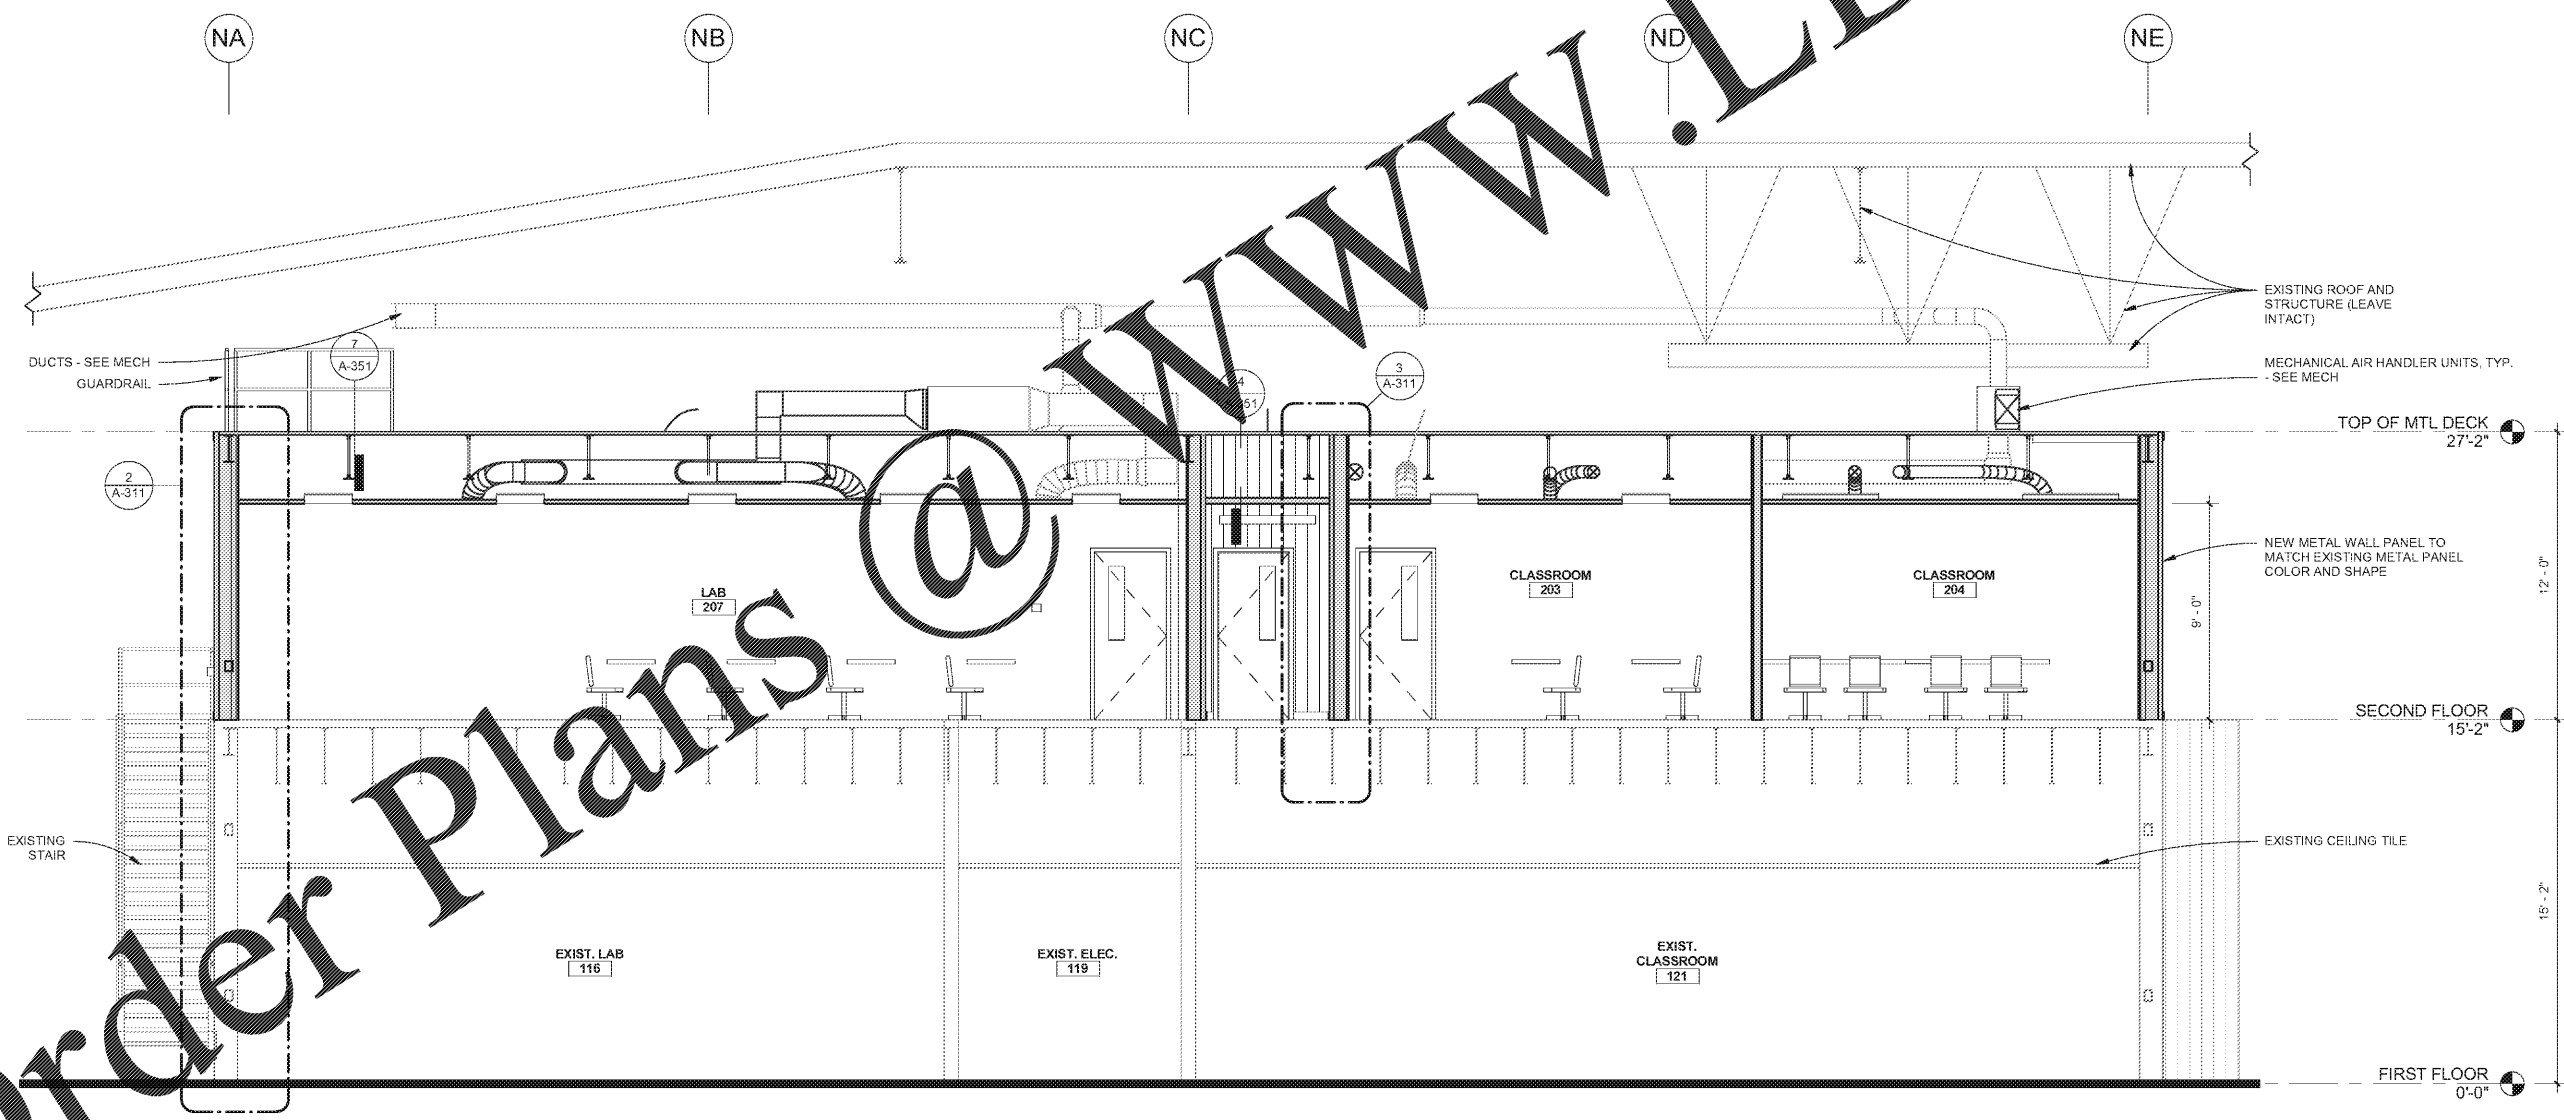 NA
NB
NC
ND
NE
EXISTING ROOF AND
STRUCTURE (LEAVE
INTACT)
DUCTS - SEE MECH
GUARDRAIL
7
A-351
3
A-311
4
MECHANICAL AIR HANDLER UNITS, TYP.
- SEE MECH
TOP OF MTL DECK
27'-2"
2
A-311
NEW METAL WALL PANEL TO
MATCH EXISTING METAL PANEL
COLOR AND SHAPE
LAB
207
CLASSROOM
203
CLASSROOM
204
9' - 0"
12' - 0"
SECOND FLOOR
15'-2"
EXISTING
STAIR
EXISTING CEILING TILE
15' - 2"
EXIST. LAB
116
EXIST. ELEC.
119
EXIST.
CLASSROOM
121
FIRST FLOOR
0'-0"
Plans @ www.